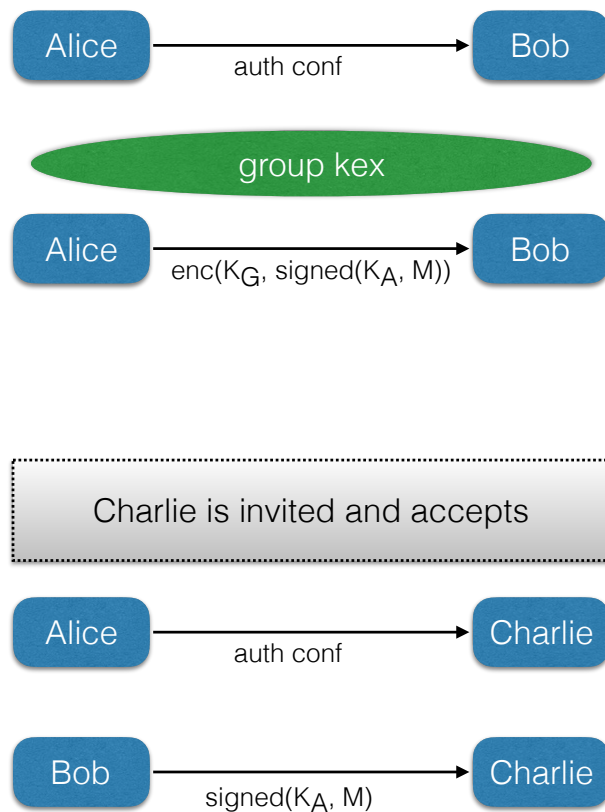 Alice
Bob
auth conf
group kex
Alice
Bob
enc(KG, signed(KA, M))
Charlie is invited and accepts
Alice
Charlie
auth conf
Bob
Charlie
signed(KA, M)